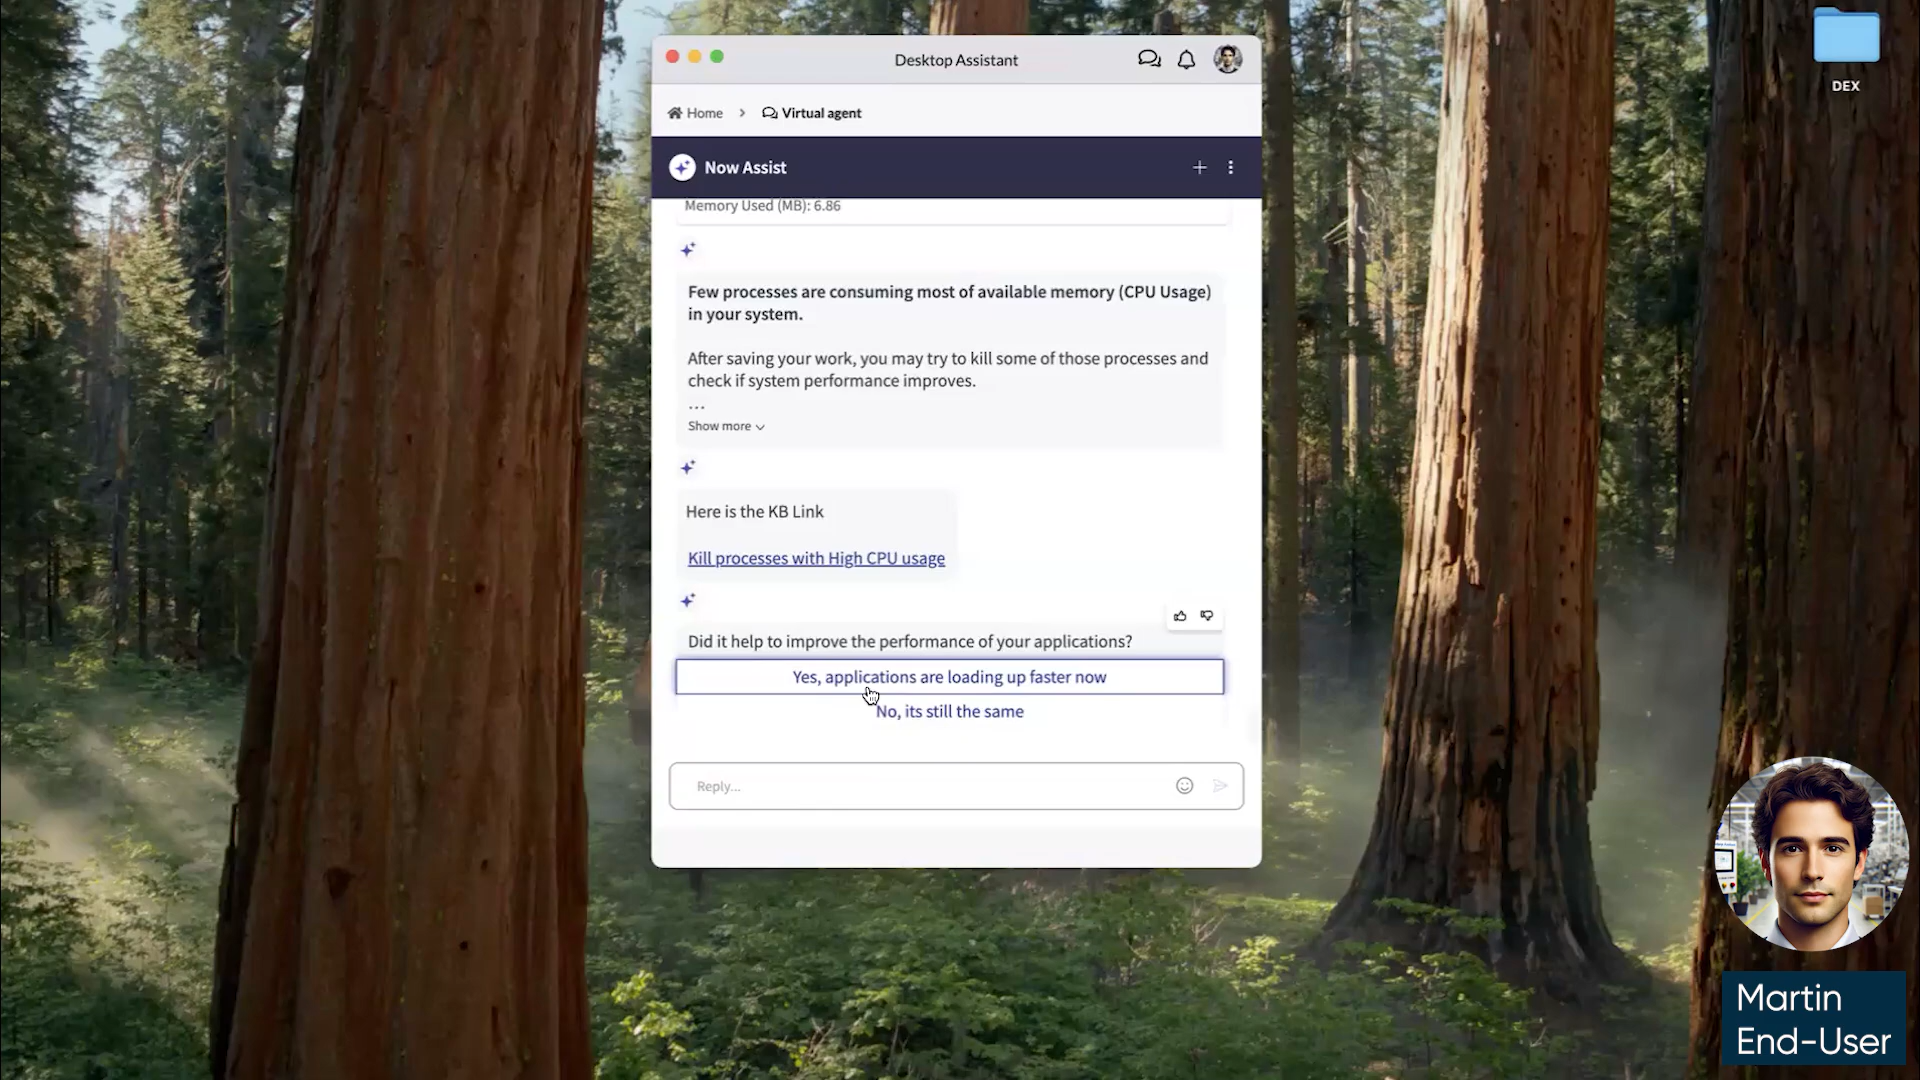 Desktop Assistant
DEX
Home
Virtual agent
Now Assist
Memory Used (MB): 6.86
Few processes are consuming most of available memory (CPU Usage)
in your system.
After saving your work, you may try to kill some of those processes and
check if system performance improves.
...
Show more
Here is the KB Link
Kill processes with High CPU usage
Did it help to improve the performance of your applications?
Yes, applications are loading up faster now
No, its still the same
Reply...
Martin
End-User